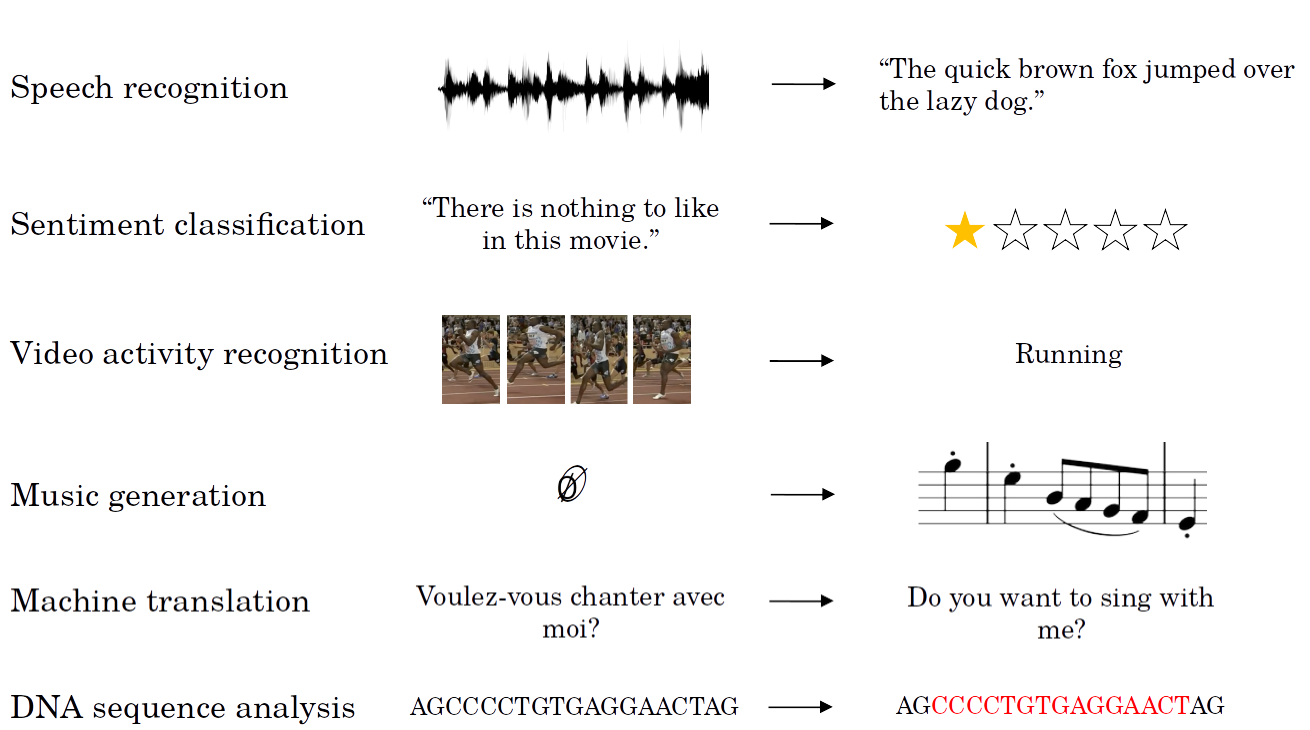 Speech recognition
“The quick brown fox jumped over
the lazy dog.”
Sentiment classification
“There is nothing to like
in this movie.”
Video activity recognition
Running
Music generation
∅
Machine translation
Voulez-vous chanter avec
moi?
Do you want to sing with
me?
DNA sequence analysis
AGCCCCTGTGAGGAACTAG
AGCCCCTGTGAGGAACTAG